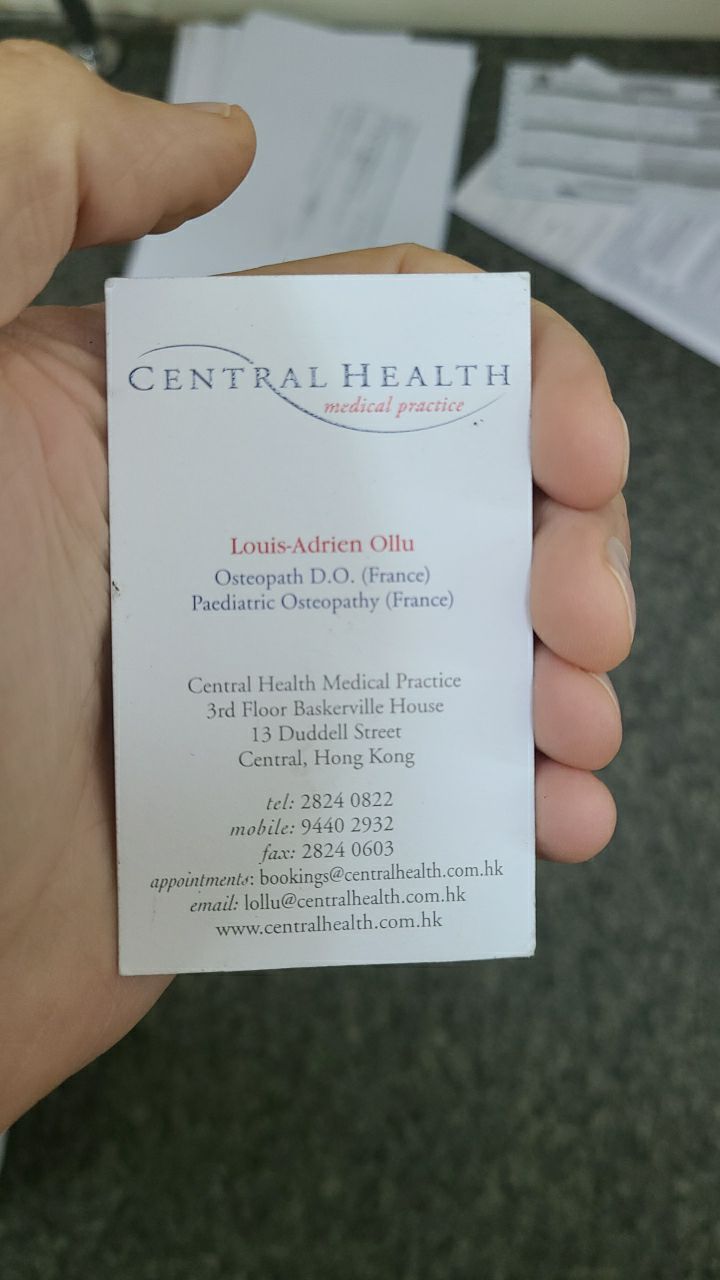 CENTRAL HEALTH
medical practice
Louis-Adrien Ollu
Osteopath D.O. (France)
Paediatric Osteopathy (France)
Central Health Medical Practice
3rd Floor Baskerville House
13 Duddell Street
Central, Hong Kong
tel: 2824 0822
mobile: 9440 2932
fax: 2824 0603
appointments: bookings@centralhealth.com.hk
email: lollu@centralhealth.com.hk
www.centralhealth.com.hk